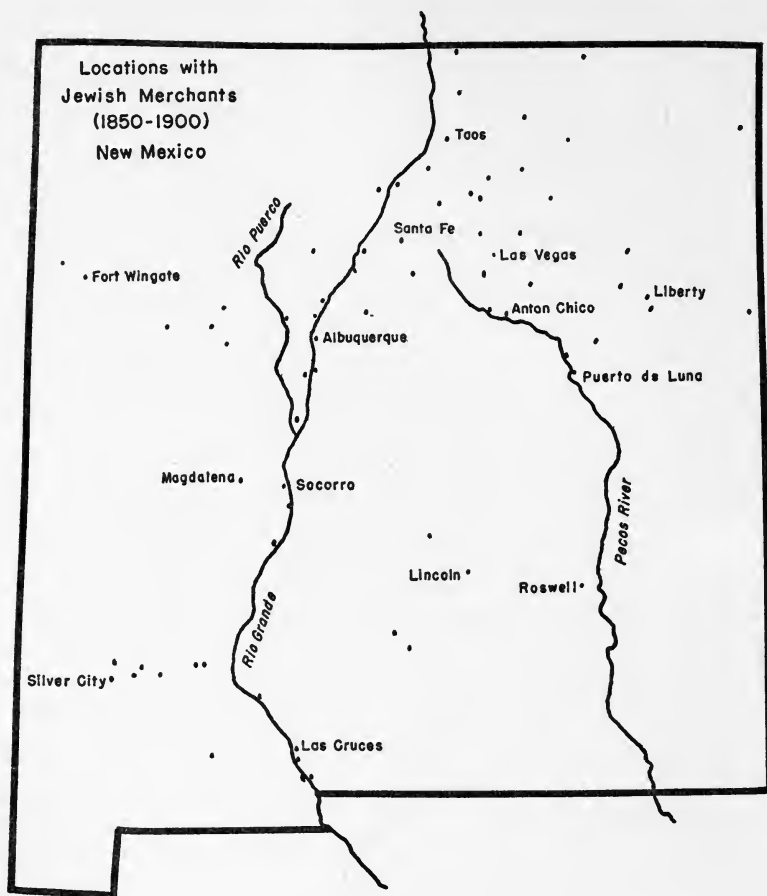 Locations with
Jewish Merchants
(1850-1900)
New Mexico
Taos
Rio Puerco
Santa Fe
Las Vegas
Fort Wingate
Liberty
Anton Chico
Albuquerque
Puerto de Luna
Magdalena
Socorro
Pecos River
Lincoln
Roswell
Rio Grande
Silver City
Las Cruces